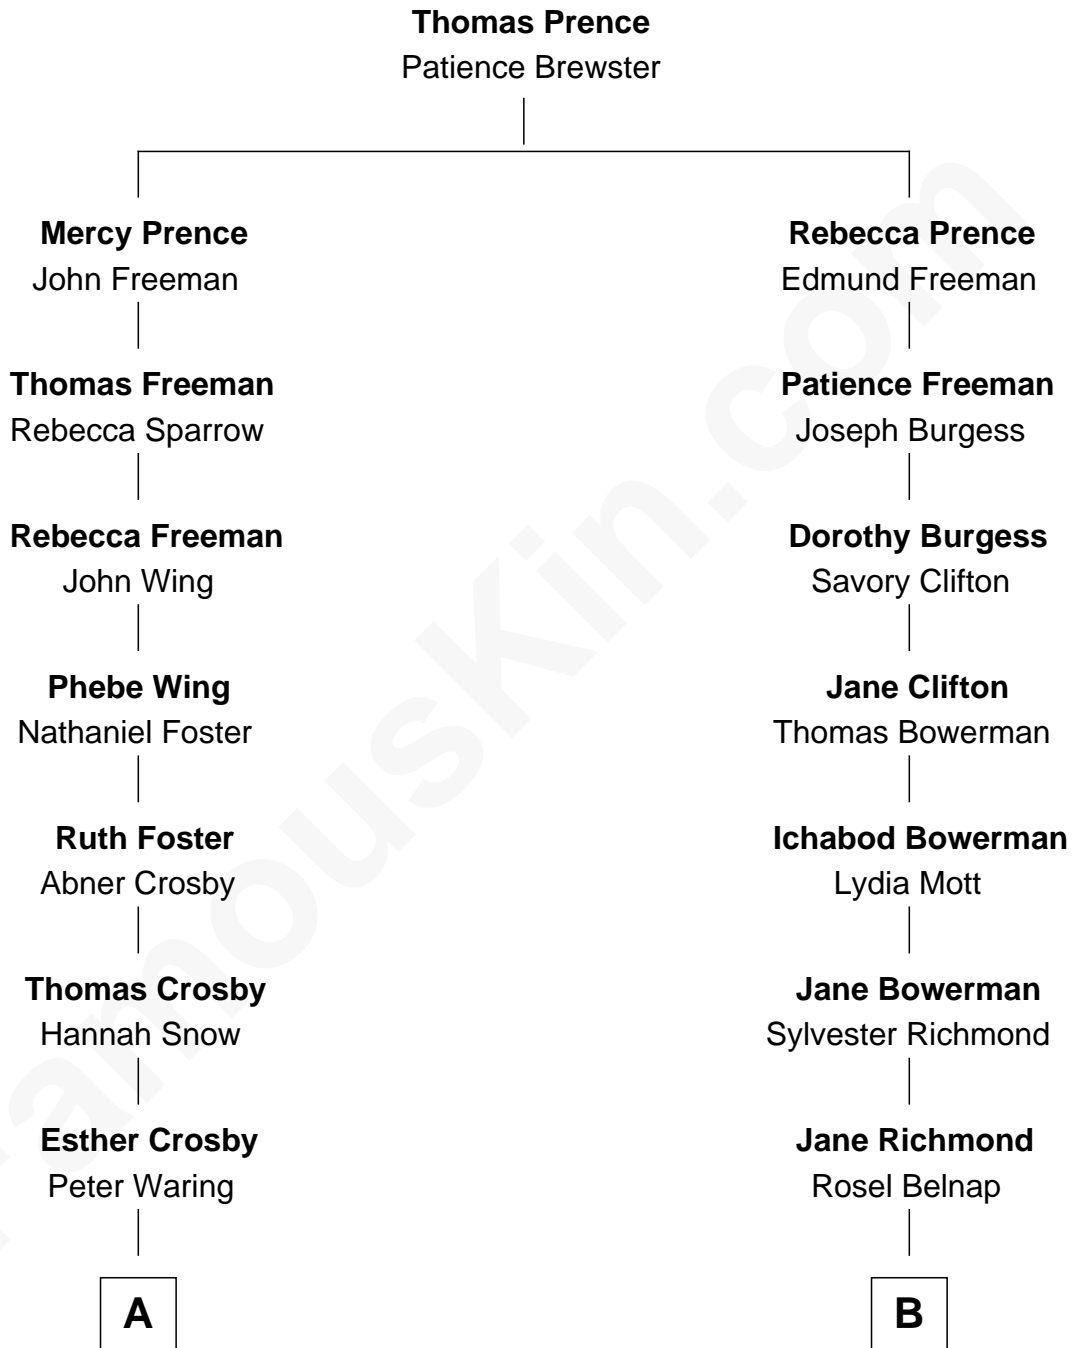 Thomas Prence
Patience Brewster
Mercy Prence
John Freeman
Rebecca Prence
Edmund Freeman
Thomas Freeman
Rebecca Sparrow
Patience Freeman
Joseph Burgess
Rebecca Freeman
John Wing
Dorothy Burgess
Savory Clifton
Phebe Wing
Nathaniel Foster
Jane Clifton
Thomas Bowerman
Ruth Foster
Abner Crosby
Ichabod Bowerman
Lydia Mott
Thomas Crosby
Hannah Snow
Jane Bowerman
Sylvester Richmond
Esther Crosby
Peter Waring
Jane Richmond
Rosel Belnap
A
B
FamousKin.com